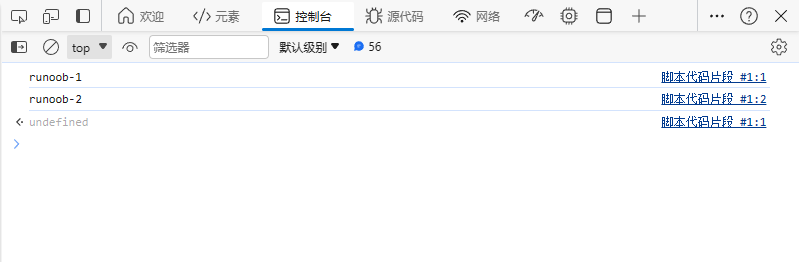 欢迎 元素 控制台 源代码 网络
top 筛选器 默认级别 56
runoob-1 脚本代码片段 #1:1
runoob-2 脚本代码片段 #1:2
undefined 脚本代码片段 #1:1